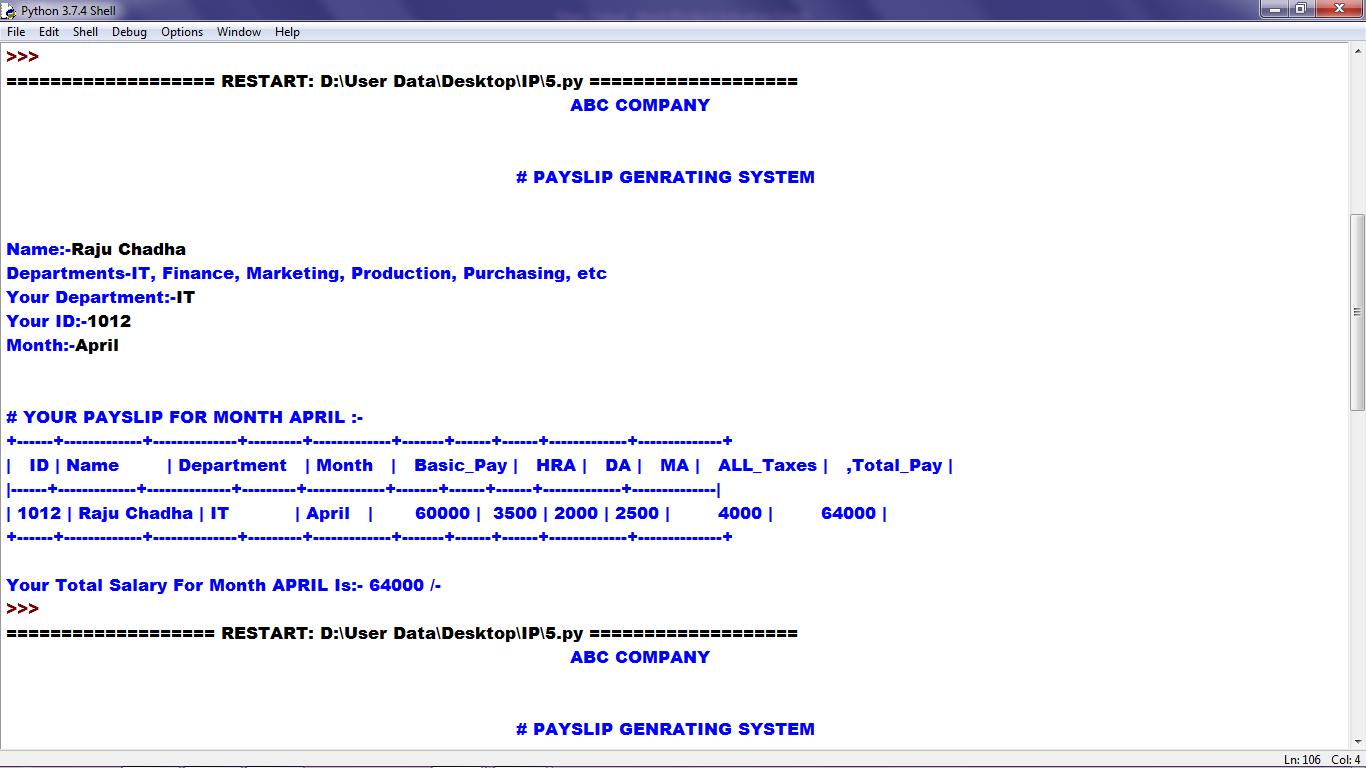 Python 3.7.4 Shell
File Edit Shell Debug Options Window Help
>>>
=================== RESTART: D:\User Data\Desktop\IP\5.py ===================
ABC COMPANY
# PAYSLIP GENRATING SYSTEM
Name:-Raju Chadha
Departments-IT, Finance, Marketing, Production, Purchasing, etc
Your Department:-IT
Your ID:-1012
Month:-April
# YOUR PAYSLIP FOR MONTH APRIL :-
+------+-------------+--------------+---------+-------------+-------+------+------+-------------+--------------+
| ID | Name | Department | Month | Basic_Pay | HRA | DA | MA | ALL_Taxes | ,Total_Pay |
|------+-------------+--------------+---------+-------------+-------+------+------+-------------+--------------|
| 1012 | Raju Chadha | IT | April | 60000 | 3500 | 2000 | 2500 | 4000 | 64000 |
+------+-------------+--------------+---------+-------------+-------+------+------+-------------+--------------+
Your Total Salary For Month APRIL Is:- 64000 /-
>>>
=================== RESTART: D:\User Data\Desktop\IP\5.py ===================
ABC COMPANY
# PAYSLIP GENRATING SYSTEM
Ln: 106 Col: 4